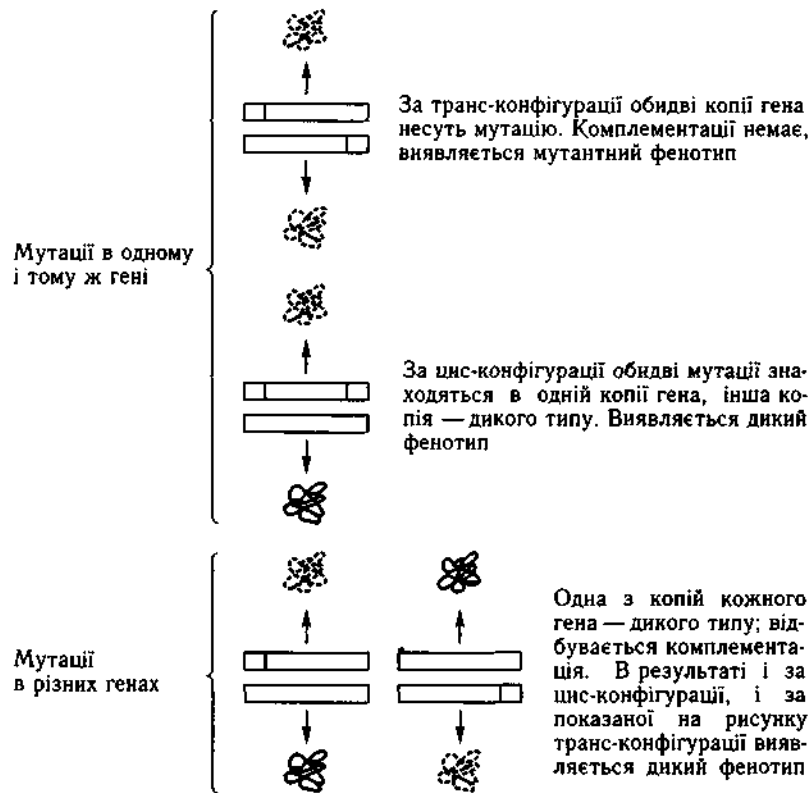 За транс-конфігурації обидві копії гена
несуть мутацію. Комплементації немає,
виявляється мутантний фенотип
Мутації в одному
і тому ж гені
За цис-конфігурації обидві мутації зна-
ходяться в одній копії гена, інша ко-
пія — дикого типу. Виявляється дикий
фенотип
Мутації
в різних генах
Одна з копій кожного
гена — дикого типу; від-
бувається комплемента-
ція. В результаті і за
цис-конфігурації, і за
показаної на рисунку
транс-конфігурації вияв-
ляється дикий фенотип